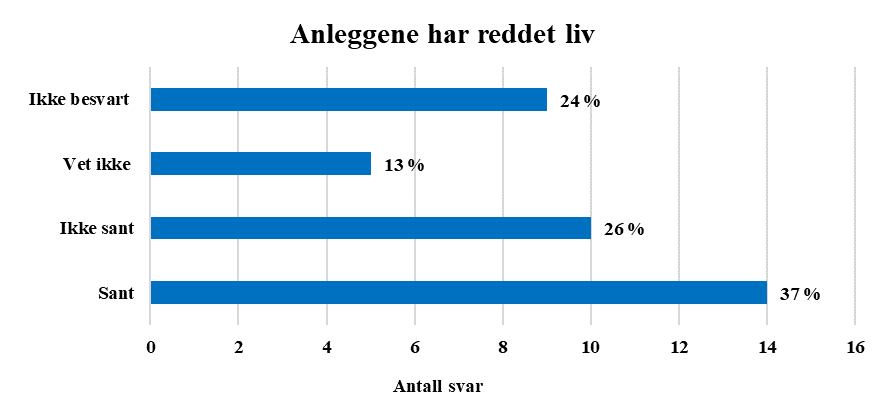 Anleggene har reddet liv
Ikke besvart
24 %
Vet ikke
13 %
Ikke sant
26 %
Sant
37 %
0 2 4 6 8 10 12 14 16
Antall svar